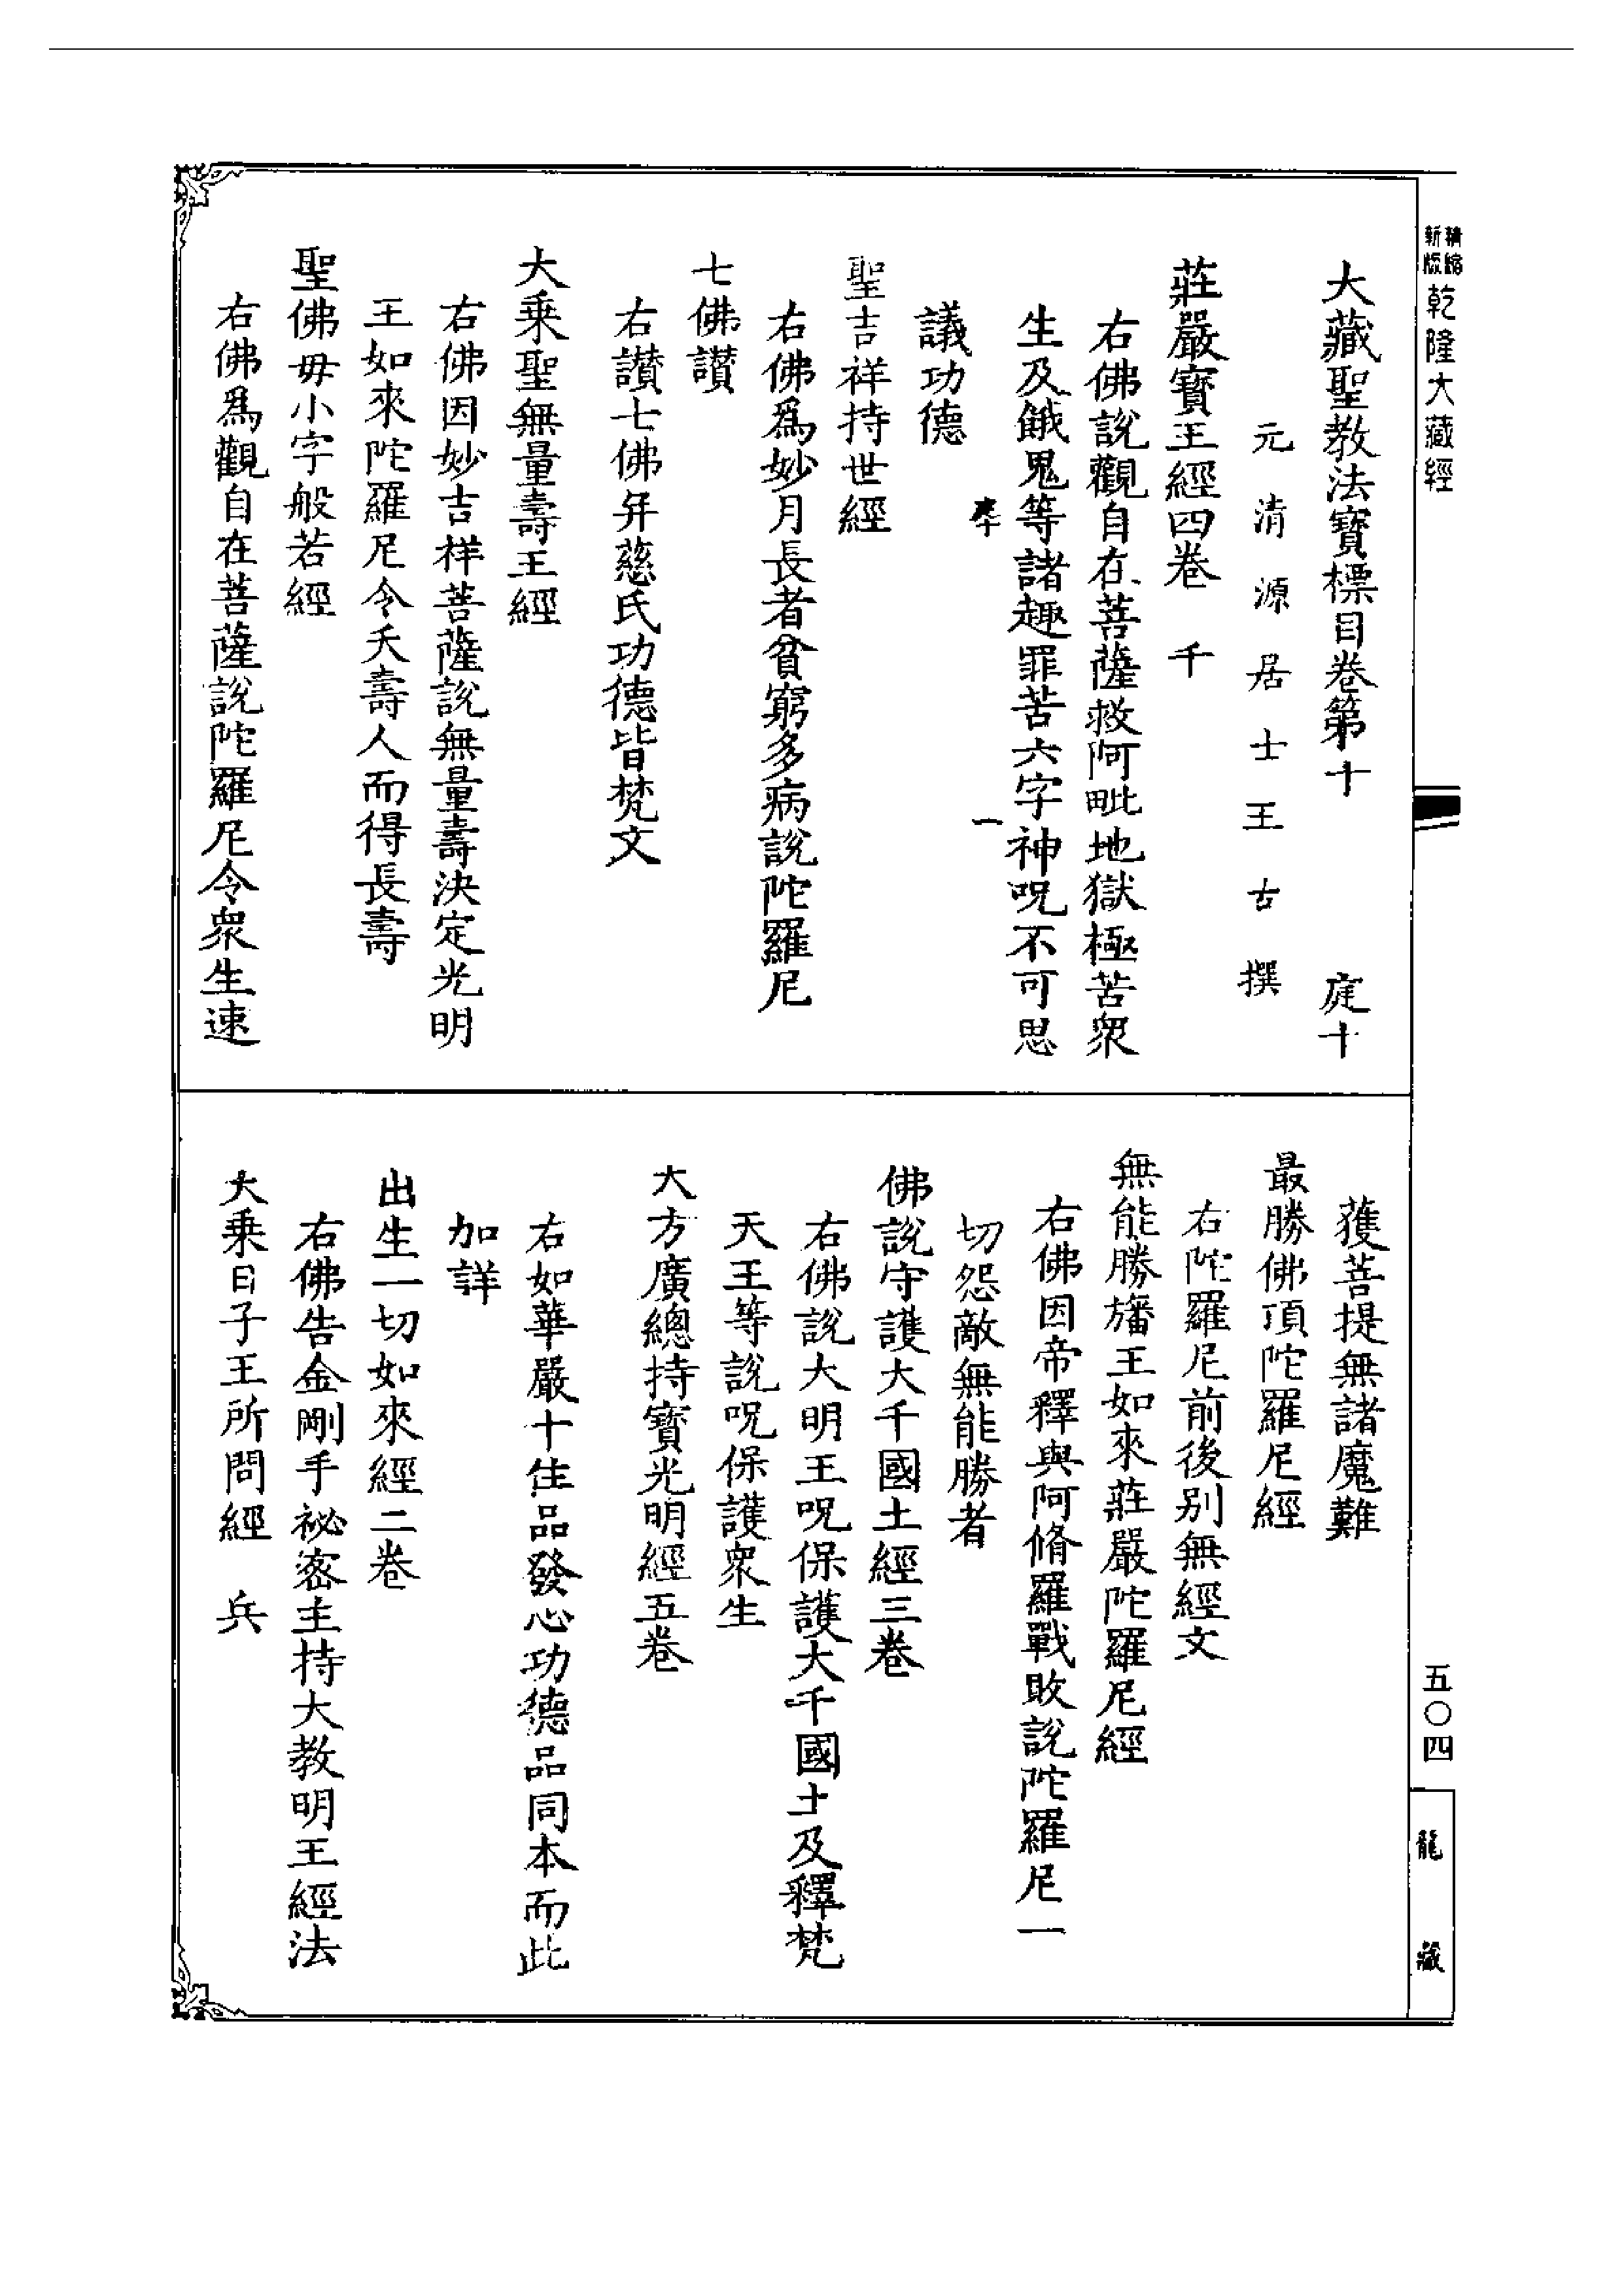 精縮
新版
乾隆大藏經
大藏聖教法寶標目卷第十　庭十
元清源居士王古撰
莊嚴寶王經四卷　千
右佛說觀自在菩薩救阿毗地獄極苦衆
生及餓鬼等諸趣罪苦六字神呪不可思
一
議功德
聖吉祥持世經
右佛爲妙月長者貧窮多病說陀羅尼
七佛讚
右讚七佛并慈氏功德皆梵文
大乘聖無量壽王經
右佛因妙吉祥菩薩說無量壽決定光明
王如來陀羅尼令夭壽人而得長壽
聖佛毋小字般若經
右佛爲觀自在菩薩說陀羅尼令衆生速
獲菩提無諸魔難
最勝佛頂陀羅尼經
右陀羅尼前後别無經文
無能勝旛王如來莊嚴陀羅尼經
右佛因帝釋與阿脩羅戰敗說陀羅尼一
切怨敵無能勝者
佛說守護大千國土經三卷
右佛說大明王呪保護大千國土及釋梵
天王等說呪保護衆生
大方廣總持寶光明經五卷
右如華嚴十住品發心功德品同本而此
加詳
出生一切如來經二卷
右佛告金剛手祕密主持大教明王經法
大乘日子王所問經　兵
五〇四
龍藏